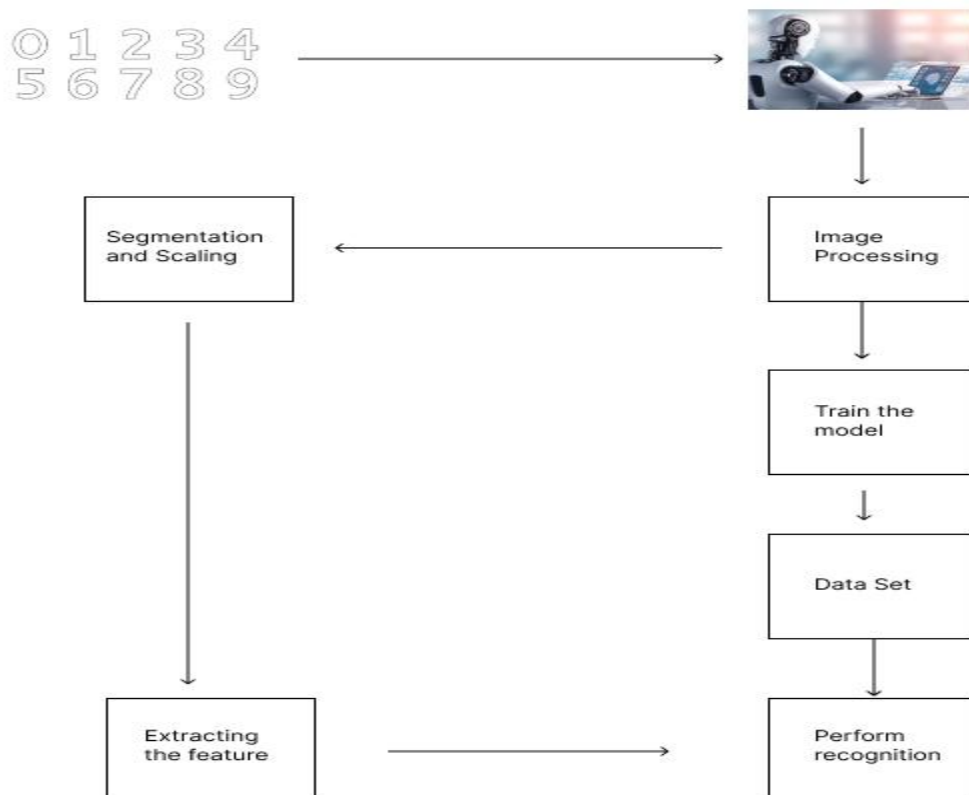 0 1 2 3 4
5 6 7 8 9
Segmentation
and Scaling
Image
Processing
Train the
model
Data Set
Extracting
the feature
Perform
recognition